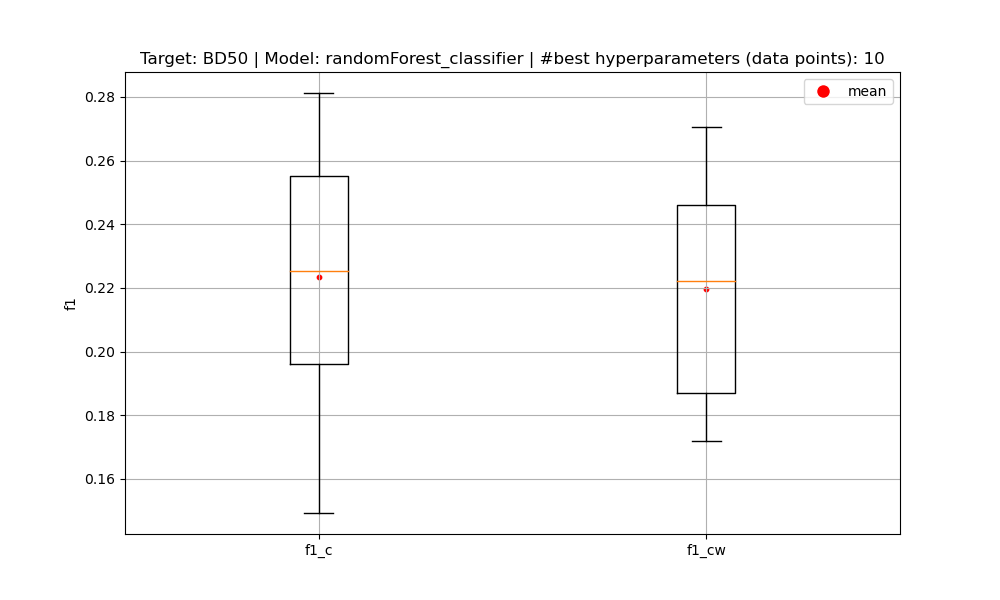 Target: BD50 | Model: randomForest_classifier | #best hyperparameters (data points): 10
mean
0.28
0.26
0.24
0.22
0.20
0.18
0.16
f1
f1_c
f1_cw